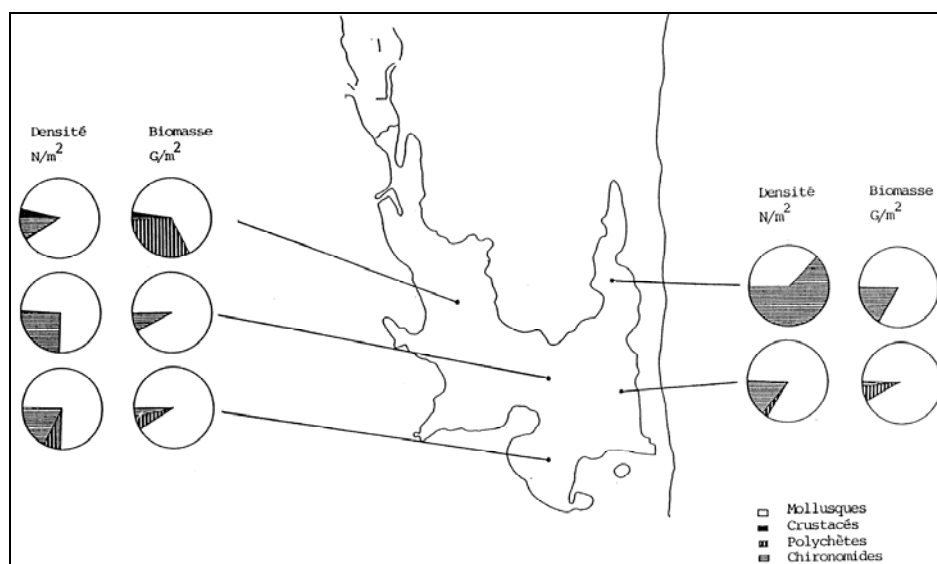 Densité Biomasse
N/m² G/m²
Densité Biomasse
N/m² G/m²
Mollusques
Crustacés
Polychètes
Chironomides